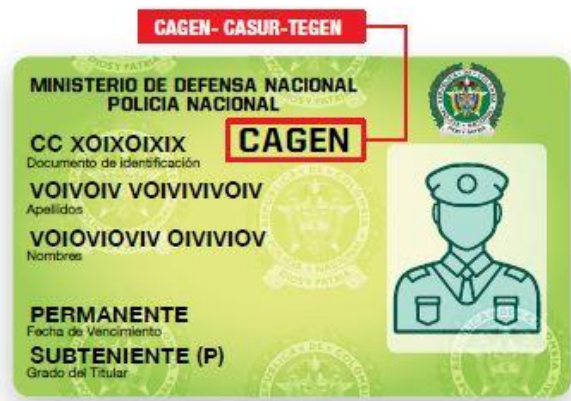 CAGEN- CASUR-TEGEN
MINISTERIO DE DEFENSA NACIONAL
POLICIA NACIONAL
CC XOIXOIXIX CAGEN
Documento de identificación
VOIVOIV VOIVIVIVOIV
Apellidos
VOIOVIOVIV OIVIVIOV
Nombres
PERMANENTE
Fecha de Vencimiento
SUBTENIENTE (P)
Grado del Titular